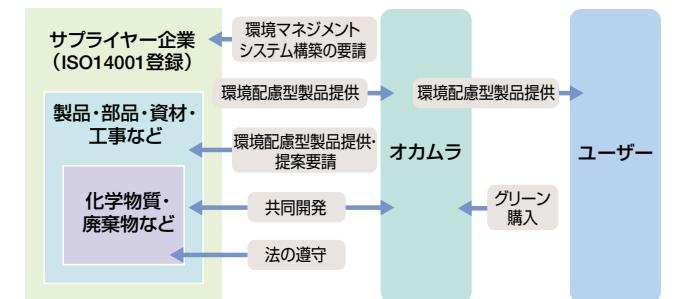 サプライヤー企業
（ISO14001登録）
製品・部品・資材・
工事など
化学物質・
廃棄物など
環境マネジメント
システム構築の要請
環境配慮型製品提供
環境配慮型製品提供・
提案要請
共同開発
法の遵守
オカムラ
環境配慮型製品提供
グリーン
購入
ユーザー